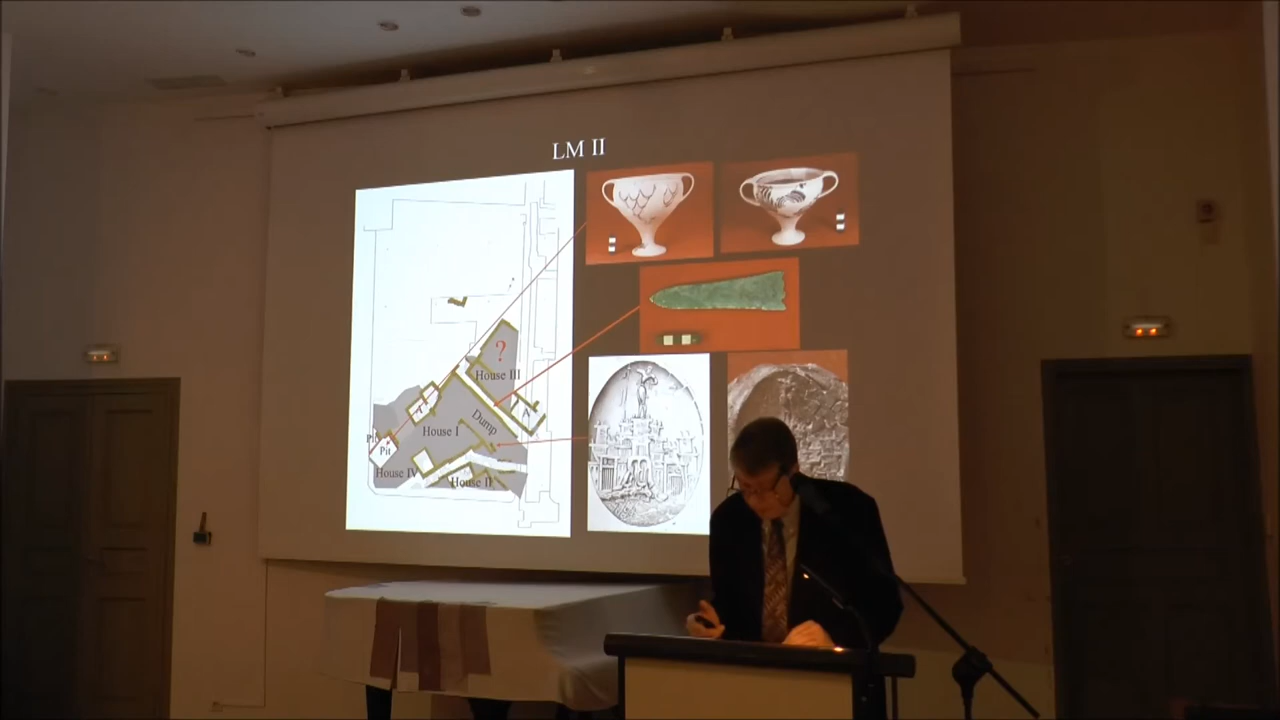 LM II
?
House III
A
Dump
House I
Pit
House IV
House II